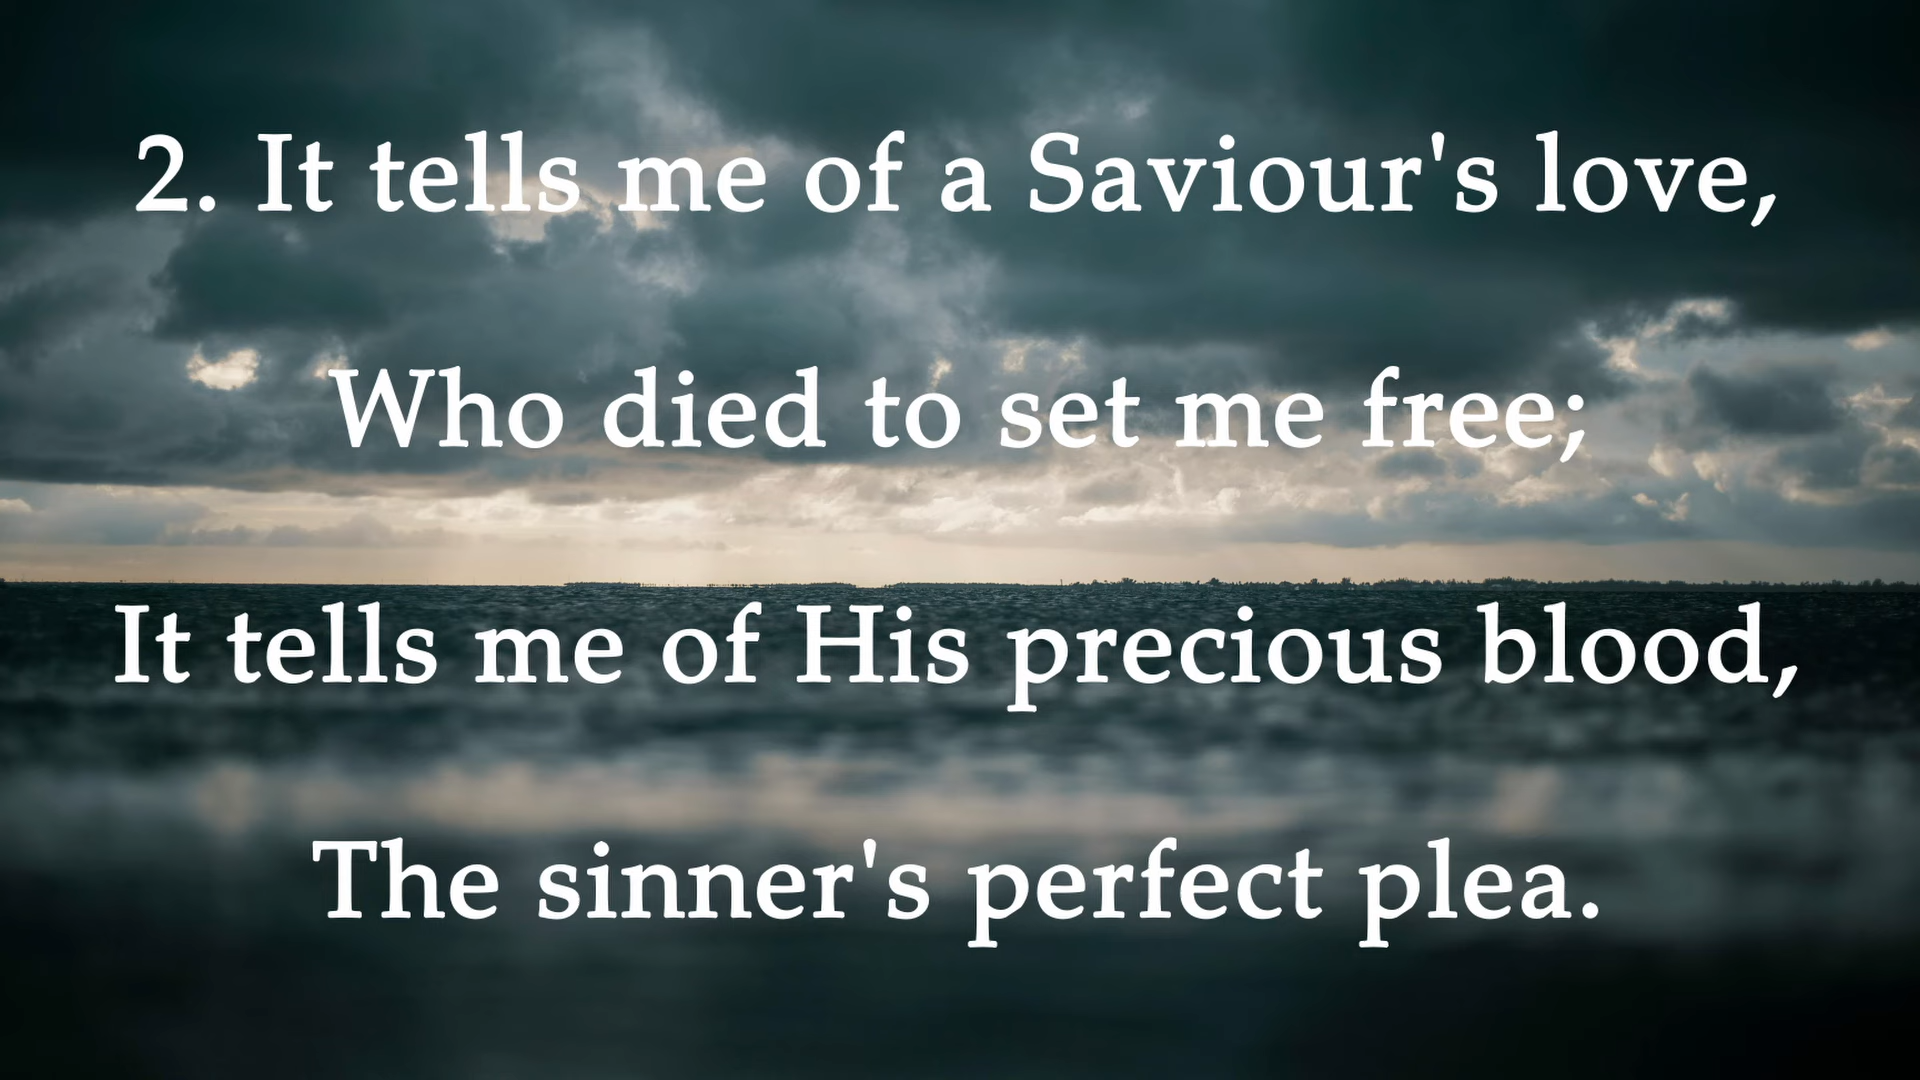 2. It tells me of a Saviour's love,
Who died to set me free;
It tells me of His precious blood,
The sinner's perfect plea.